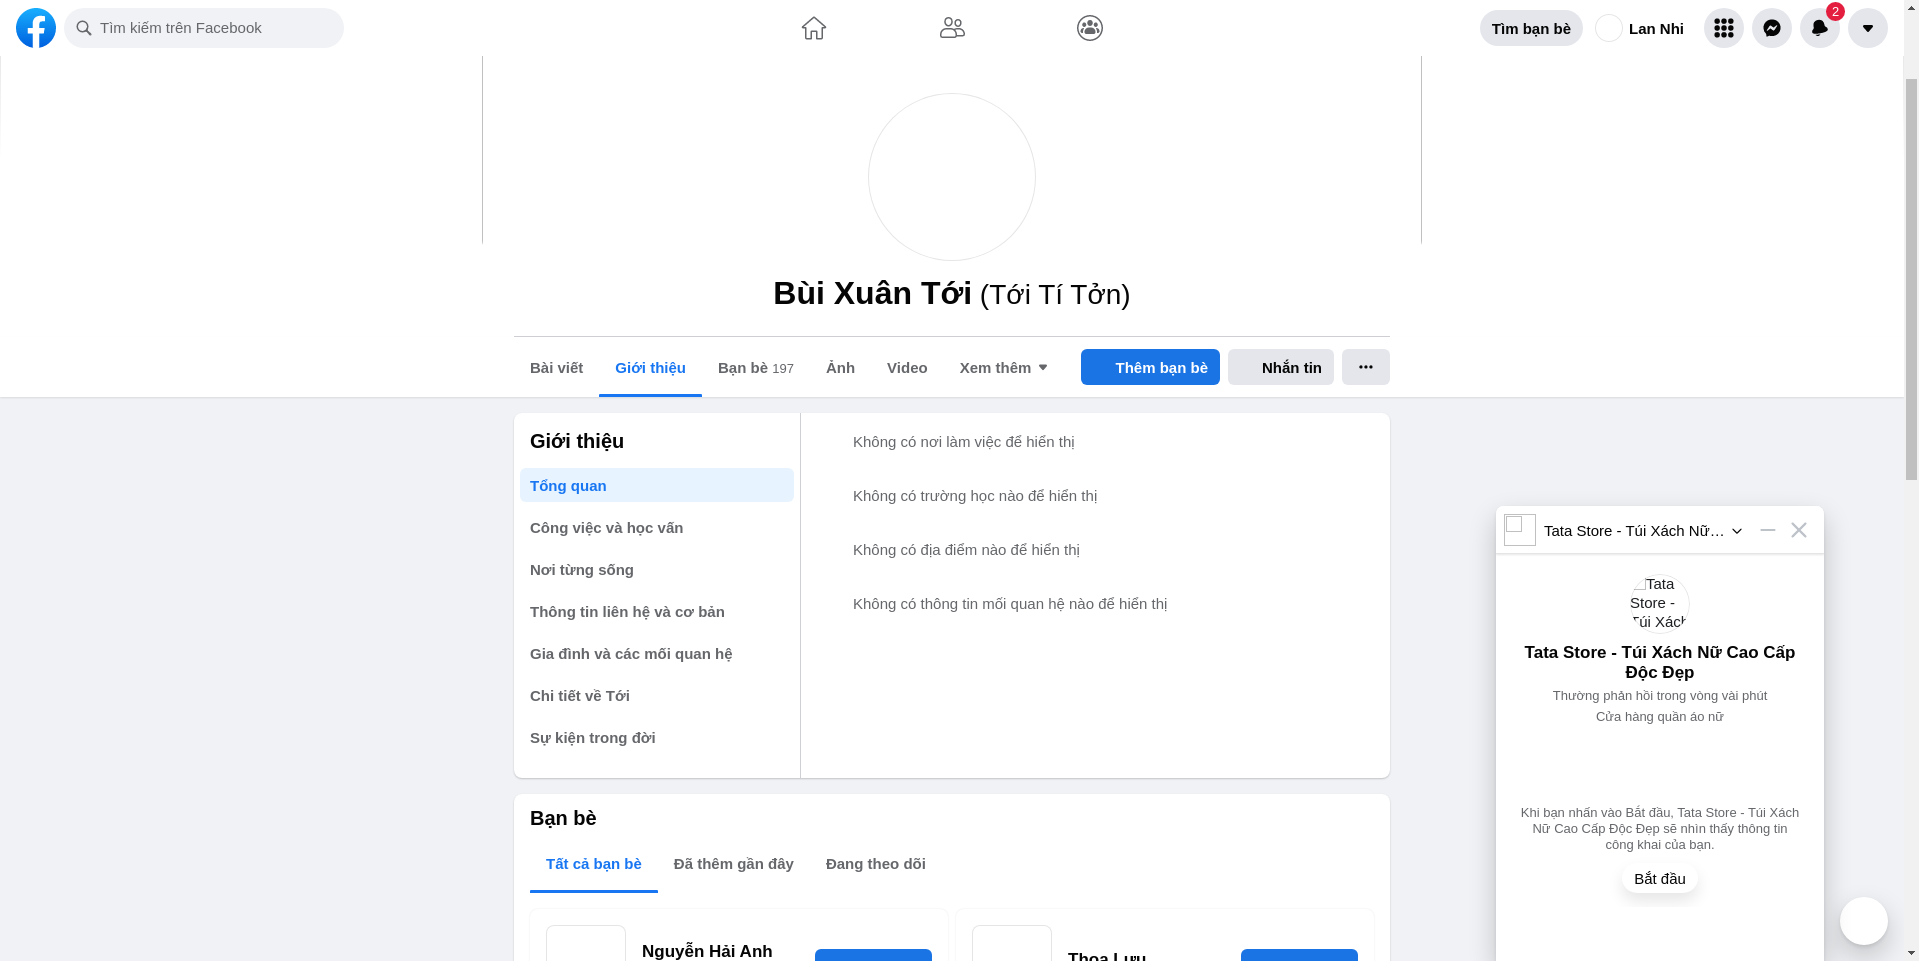 Tìm kiếm trên Facebook
Tìm bạn bè
Lan Nhi
2
Bùi Xuân Tới (Tới Tí Tởn)
Bài viết
Giới thiệu
Bạn bè 197
Ảnh
Video
Xem thêm
Thêm bạn bè
Nhắn tin
Giới thiệu
Tổng quan
Công việc và học vấn
Nơi từng sống
Thông tin liên hệ và cơ bản
Gia đình và các mối quan hệ
Chi tiết về Tới
Sự kiện trong đời
Không có nơi làm việc để hiển thị
Không có trường học nào để hiển thị
Không có địa điểm nào để hiển thị
Không có thông tin mối quan hệ nào để hiển thị
Bạn bè
Tất cả bạn bè
Đã thêm gần đây
Đang theo dõi
Nguyễn Hải Anh
Thoa Lưu
Tata Store - Túi Xách Nữ...
Tata
Store -
Túi Xách
Tata Store - Túi Xách Nữ Cao Cấp
Độc Đẹp
Thường phản hồi trong vòng vài phút
Cửa hàng quần áo nữ
Khi bạn nhấn vào Bắt đầu, Tata Store - Túi Xách
Nữ Cao Cấp Độc Đẹp sẽ nhìn thấy thông tin
công khai của bạn.
Bắt đầu